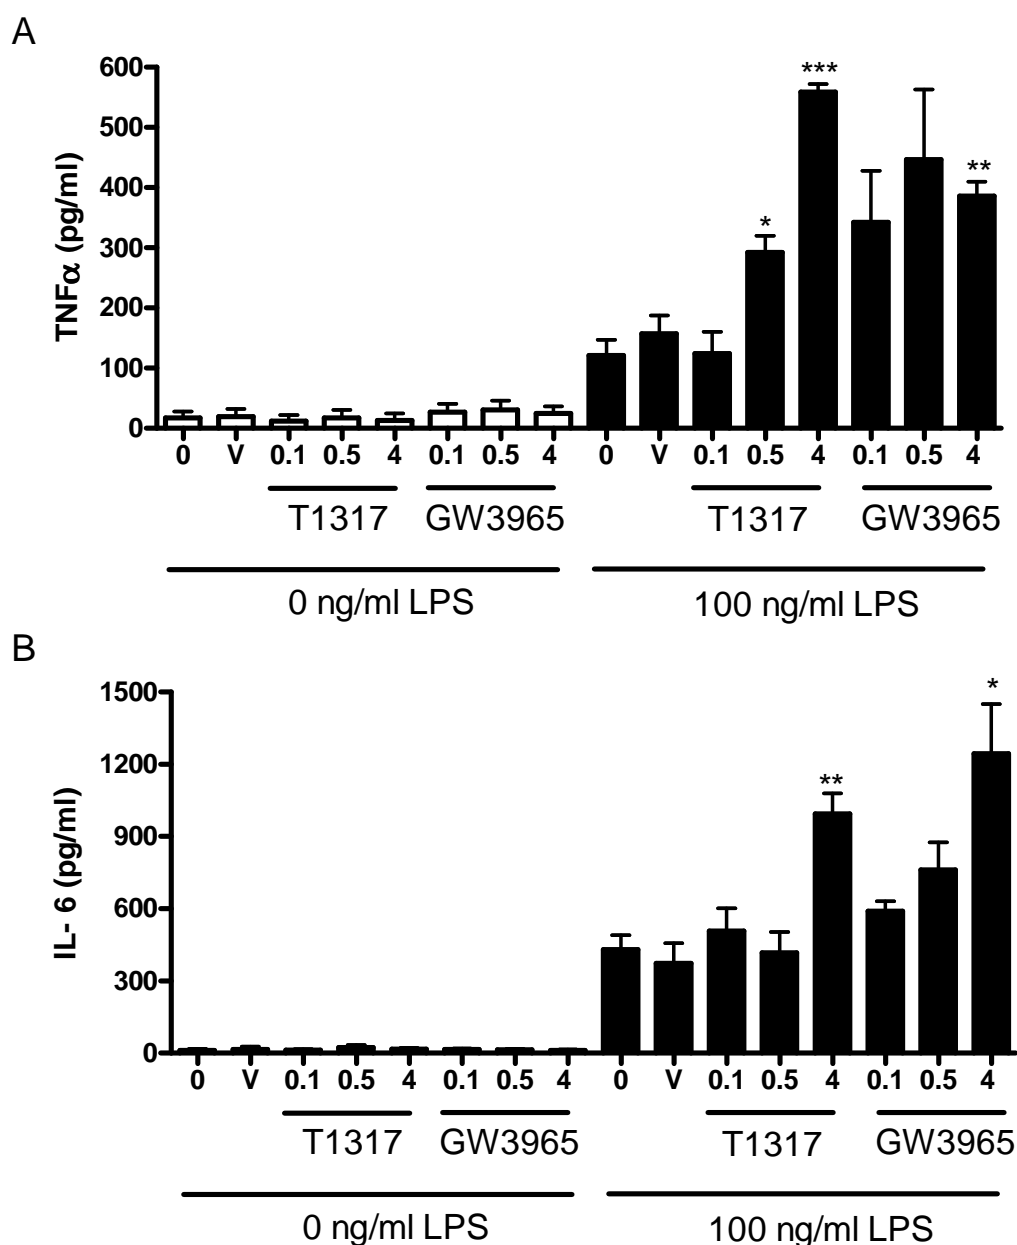 A
600
500
400
300
200
100
0
TNFα (pg/ml)
*
***
**
0 V 0.1 0.5 4 0.1 0.5 4 0 V 0.1 0.5 4 0.1 0.5 4
T1317 GW3965 T1317 GW3965
0 ng/ml LPS 100 ng/ml LPS
B
1500
1200
900
600
300
0
IL- 6 (pg/ml)
**
*
0 V 0.1 0.5 4 0.1 0.5 4 0 V 0.1 0.5 4 0.1 0.5 4
T1317 GW3965 T1317 GW3965
0 ng/ml LPS 100 ng/ml LPS